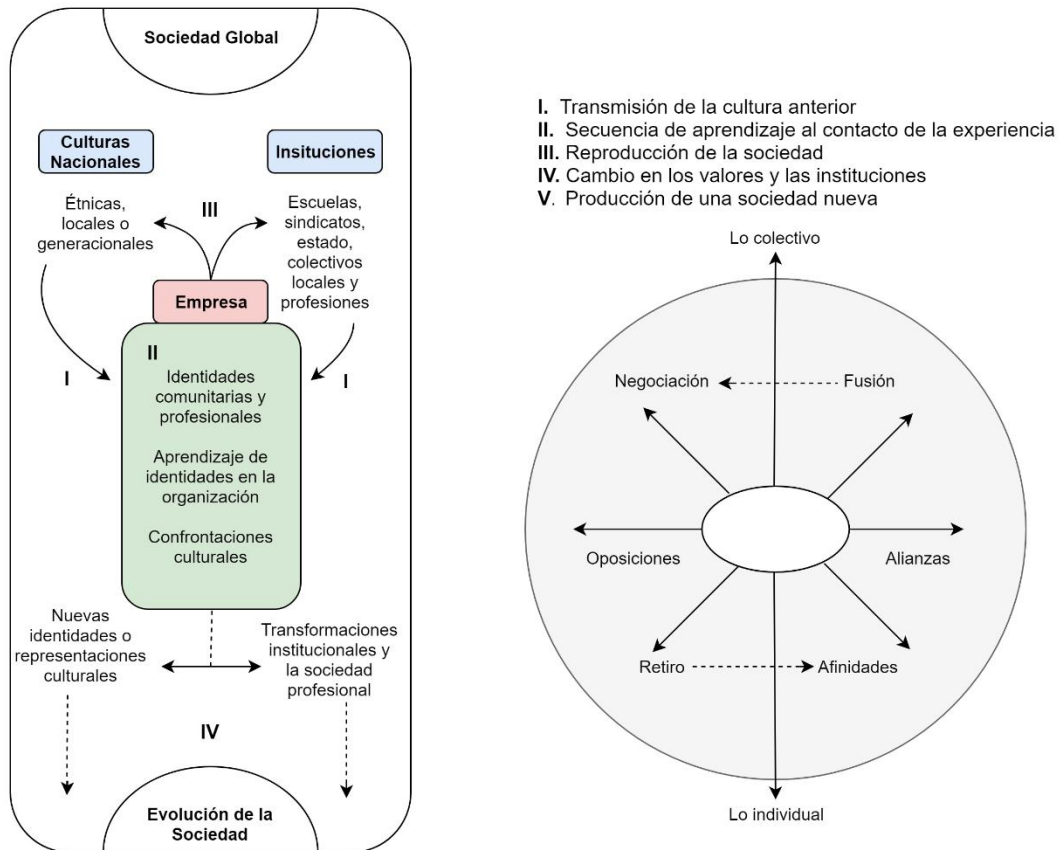 Sociedad Global
Culturas
Nacionales
Insituciones
Étnicas,
locales o
generacionales
III
Escuelas,
sindicatos,
estado,
colectivos
locales y
profesiones
Empresa
I
I
II
Identidades
comunitarias y
profesionales
Aprendizaje de
identidades en la
organización
Confrontaciones
culturales
Nuevas
identidades o
representaciones
culturales
Transformaciones
institucionales y
la sociedad
profesional
IV
Evolución de la
Sociedad
I. Transmisión de la cultura anterior
II. Secuencia de aprendizaje al contacto de la experiencia
III. Reproducción de la sociedad
IV. Cambio en los valores y las instituciones
V. Producción de una sociedad nueva
Lo colectivo
Negociación
Fusión
Oposiciones
Alianzas
Retiro
Afinidades
Lo individual